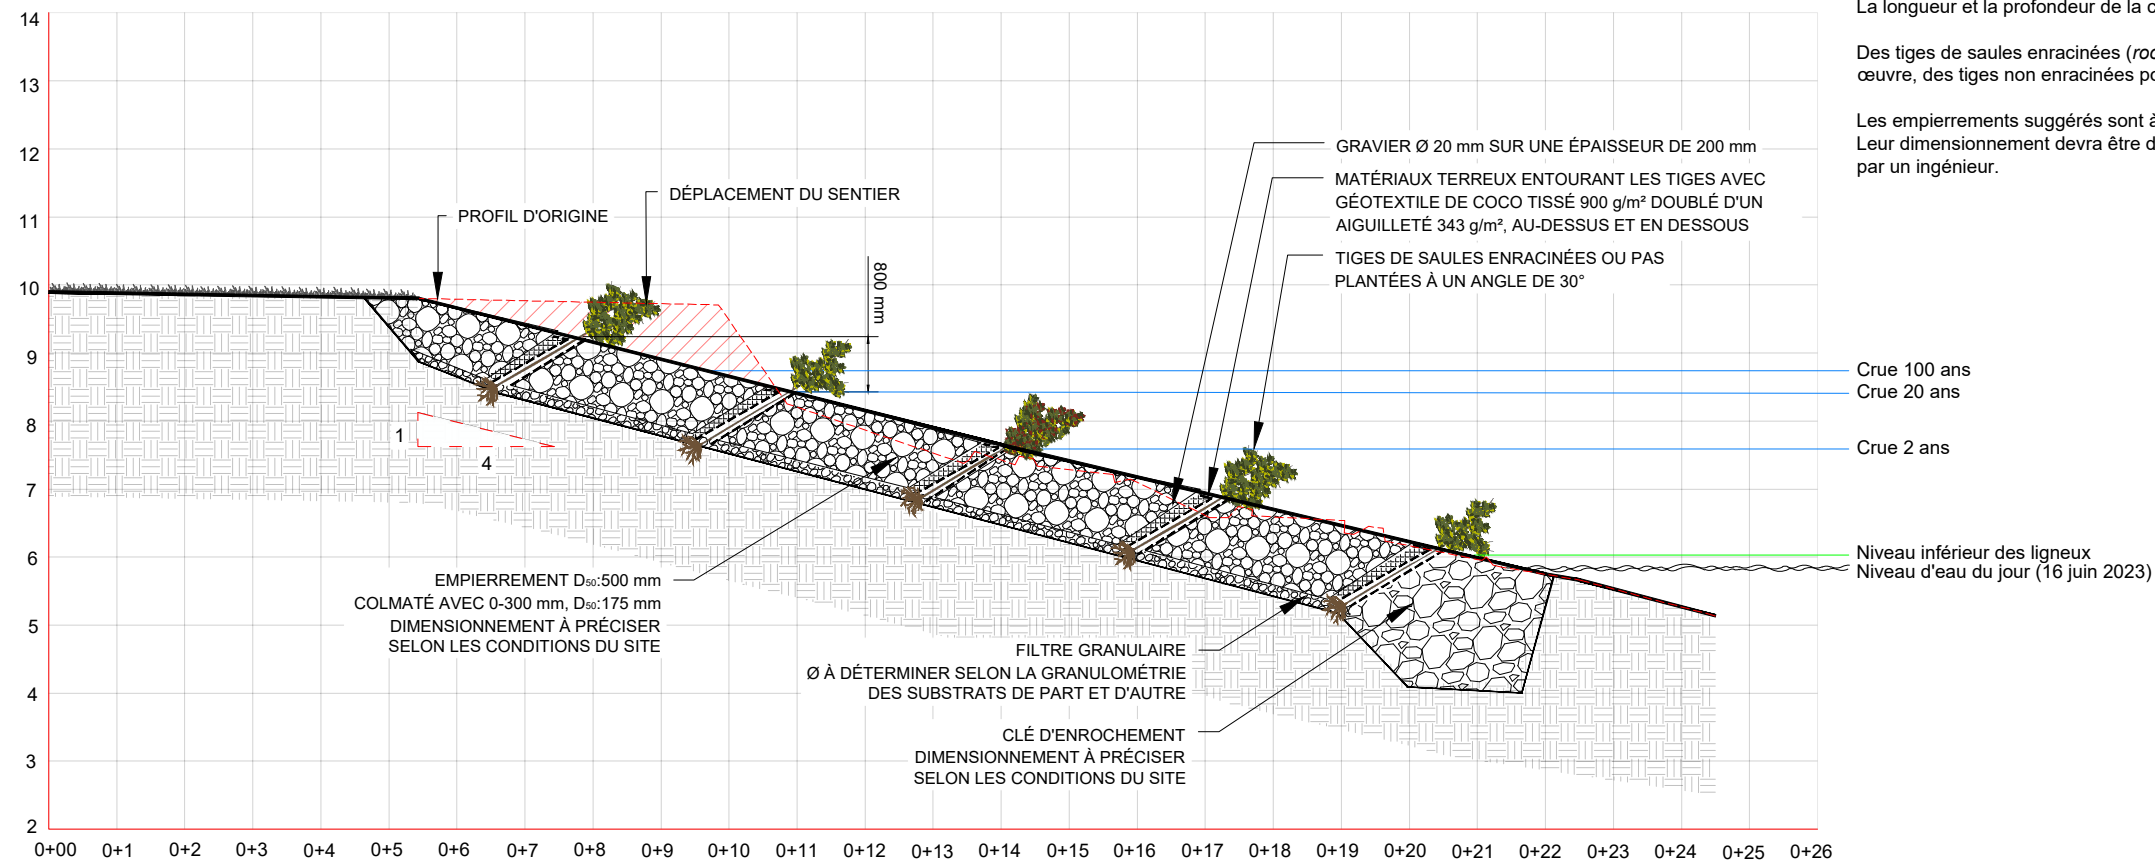 La longueur et la profondeur de la
Des tiges de saules enracinées (
œuvre, des tiges non enracinées
Les empierrements suggérés sont à
Leur dimensionnement devra être
par un ingénieur.
14
13
12
11
10
9
8
7
6
5
4
3
2
PROFIL D'ORIGINE
DÉPLACEMENT DU SENTIER
800 mm
GRAVIER Ø 20 mm SUR UNE ÉPAISSEUR DE 200 mm
MATÉRIAUX TERREUX ENTOURANT LES TIGES AVEC
GÉOTEXTILE DE COCO TISSÉ 900 g/m² DOUBLÉ D'UN
AIGUILLETÉ 343 g/m², AU-DESSUS ET EN DESSOUS
TIGES DE SAULES ENRACINÉES OU PAS
PLANTÉES À UN ANGLE DE 30°
Crue 100 ans
Crue 20 ans
Crue 2 ans
Niveau inférieur des ligneux
Niveau d'eau du jour (16 juin 2023)
1
4
EMPIERREMENT D₅₀:500 mm
COLMATÉ AVEC 0-300 mm, D₅₀:175 mm
DIMENSIONNEMENT À PRÉCISER
SELON LES CONDITIONS DU SITE
FILTRE GRANULAIRE
Ø À DÉTERMINER SELON LA GRANULOMÉTRIE
DES SUBSTRATS DE PART ET D'AUTRE
CLÉ D'ENROCHEMENT
DIMENSIONNEMENT À PRÉCISER
SELON LES CONDITIONS DU SITE
0+00 0+1 0+2 0+3 0+4 0+5 0+6 0+7 0+8 0+9 0+10 0+11 0+12 0+13 0+14 0+15 0+16 0+17 0+18 0+19 0+20 0+21 0+22 0+23 0+24 0+25 0+26